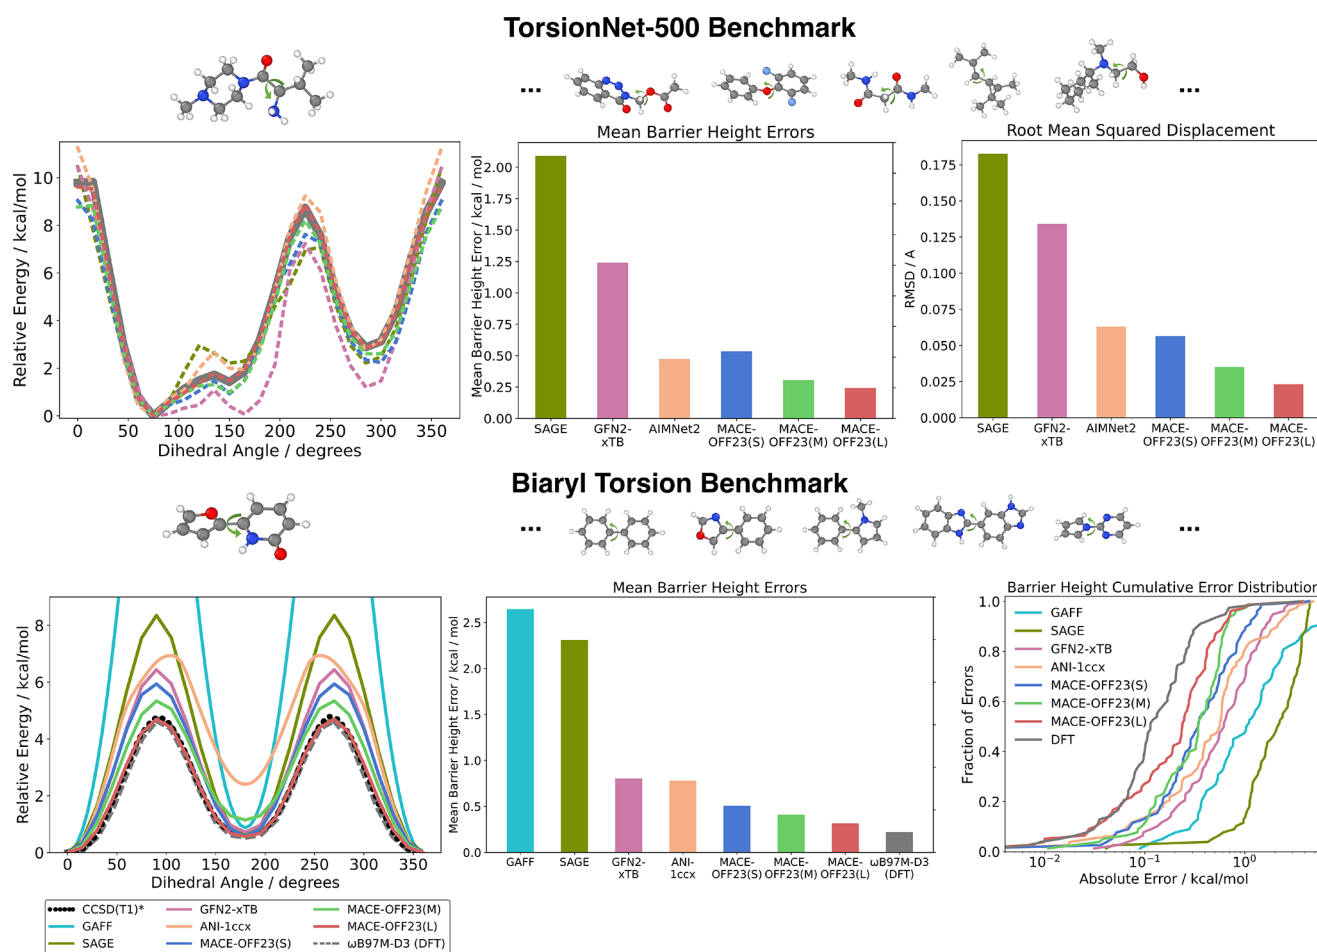 TorsionNet-500 Benchmark
...
...
Relative Energy / kcal/mol
10
8
6
4
2
0
0 50 100 150 200 250 300 350
Dihedral Angle / degrees
Mean Barrier Height Errors
Mean Barrier Height Error / kcal / mol
2.00
1.75
1.50
1.25
1.00
0.75
0.50
0.25
0.00
SAGE GFN2-xTB AIMNet2 MACE-OFF23(S) MACE-OFF23(M) MACE-OFF23(L)
Root Mean Squared Displacement
RMSD / A
0.175
0.150
0.125
0.100
0.075
0.050
0.025
0.000
SAGE GFN2-xTB AIMNet2 MACE-OFF23(S) MACE-OFF23(M) MACE-OFF23(L)
Biaryl Torsion Benchmark
...
...
Relative Energy / kcal/mol
8
6
4
2
0
0 50 100 150 200 250 300 350
Dihedral Angle / degrees
Mean Barrier Height Errors
Mean Barrier Height Error / kcal / mol
2.5
2.0
1.5
1.0
0.5
0.0
GAFF SAGE GFN2-xTB ANI-1ccx MACE-OFF23(S) MACE-OFF23(M) MACE-OFF23(L) ωB97M-D3 (DFT)
Barrier Height Cumulative Error Distribution
Fraction of Errors
1.0
0.8
0.6
0.4
0.2
0.0
GAFF
SAGE
GFN2-xTB
ANI-1ccx
MACE-OFF23(S)
MACE-OFF23(M)
MACE-OFF23(L)
DFT
10⁻² 10⁻¹ 10⁰
Absolute Error / kcal/mol
CCSD(T1)* GFN2-xTB MACE-OFF23(M)
GAFF ANI-1ccx MACE-OFF23(L)
SAGE MACE-OFF23(S) ωB97M-D3 (DFT)